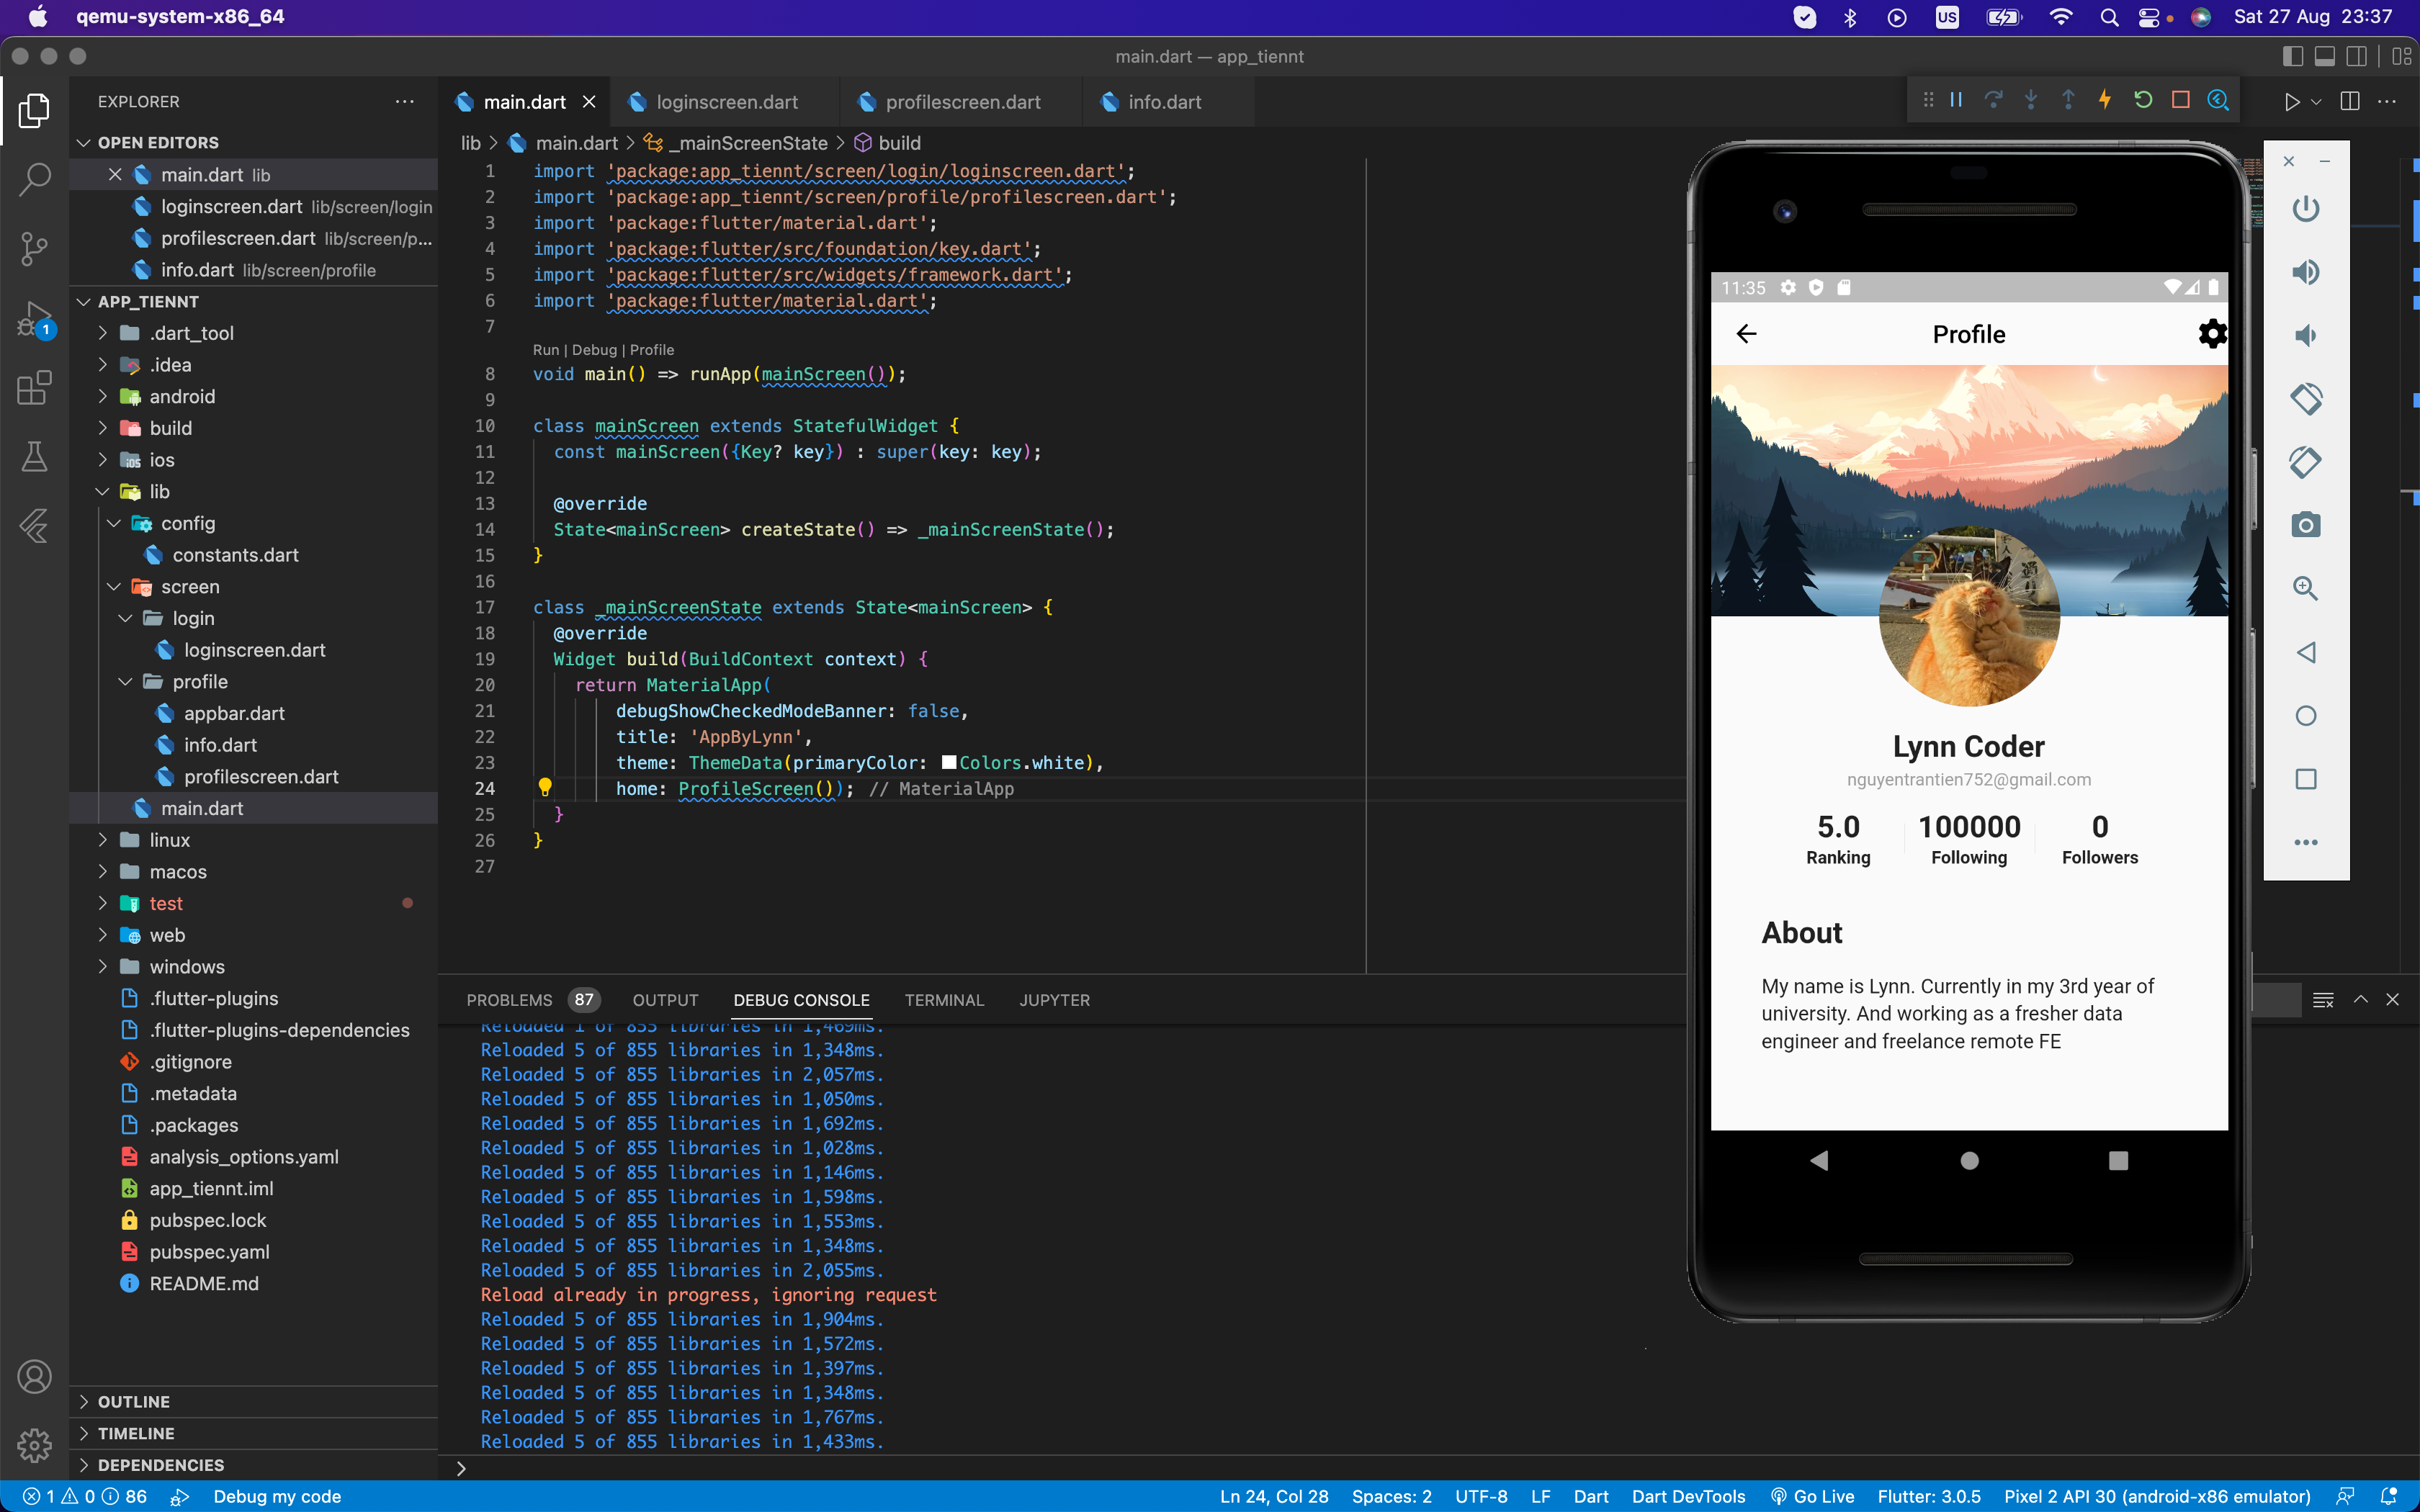 qemu-system-x86_64
US
Sat 27 Aug 23:37
main.dart — app_tiennt
EXPLORER
OPEN EDITORS
main.dart lib
loginscreen.dart lib/screen/login
profilescreen.dart lib/screen/p...
info.dart lib/screen/profile
APP_TIENNT
.dart_tool
.idea
android
build
ios
lib
config
constants.dart
screen
login
loginscreen.dart
profile
appbar.dart
info.dart
profilescreen.dart
main.dart
linux
macos
test
web
windows
.flutter-plugins
.flutter-plugins-dependencies
.gitignore
.metadata
.packages
analysis_options.yaml
app_tiennt.iml
pubspec.lock
pubspec.yaml
README.md
OUTLINE
TIMELINE
DEPENDENCIES
1
main.dart
loginscreen.dart
profilescreen.dart
info.dart
lib > main.dart > _mainScreenState > build
1 import 'package:app_tiennt/screen/login/loginscreen.dart';
2 import 'package:app_tiennt/screen/profile/profilescreen.dart';
3 import 'package:flutter/material.dart';
4 import 'package:flutter/src/foundation/key.dart';
5 import 'package:flutter/src/widgets/framework.dart';
6 import 'package:flutter/material.dart';
7
Run | Debug | Profile
8 void main() => runApp(mainScreen());
9
10 class mainScreen extends StatefulWidget {
11 const mainScreen({Key? key}) : super(key: key);
12
13 @override
14 State<mainScreen> createState() => _mainScreenState();
15 }
16
17 class _mainScreenState extends State<mainScreen> {
18 @override
19 Widget build(BuildContext context) {
20 return MaterialApp(
21 debugShowCheckedModeBanner: false,
22 title: 'AppByLynn',
23 theme: ThemeData(primaryColor: Colors.white),
24 home: ProfileScreen()); // MaterialApp
25 }
26 }
27
PROBLEMS 87 OUTPUT DEBUG CONSOLE TERMINAL JUPYTER
Reloaded 1 of 855 libraries in 1,469ms.
Reloaded 5 of 855 libraries in 1,348ms.
Reloaded 5 of 855 libraries in 2,057ms.
Reloaded 5 of 855 libraries in 1,050ms.
Reloaded 5 of 855 libraries in 1,692ms.
Reloaded 5 of 855 libraries in 1,028ms.
Reloaded 5 of 855 libraries in 1,146ms.
Reloaded 5 of 855 libraries in 1,598ms.
Reloaded 5 of 855 libraries in 1,553ms.
Reloaded 5 of 855 libraries in 1,348ms.
Reloaded 5 of 855 libraries in 2,055ms.
Reload already in progress, ignoring request
Reloaded 5 of 855 libraries in 1,904ms.
Reloaded 5 of 855 libraries in 1,572ms.
Reloaded 5 of 855 libraries in 1,397ms.
Reloaded 5 of 855 libraries in 1,348ms.
Reloaded 5 of 855 libraries in 1,767ms.
Reloaded 5 of 855 libraries in 1,433ms.
11:35
Profile
Lynn Coder
nguyentrantien752@gmail.com
5.0 100000 0
Ranking Following Followers
About
My name is Lynn. Currently in my 3rd year of
university. And working as a fresher data
engineer and freelance remote FE
1 0 86 Debug my code
Ln 24, Col 28 Spaces: 2 UTF-8 LF Dart Dart DevTools Go Live Flutter: 3.0.5 Pixel 2 API 30 (android-x86 emulator)